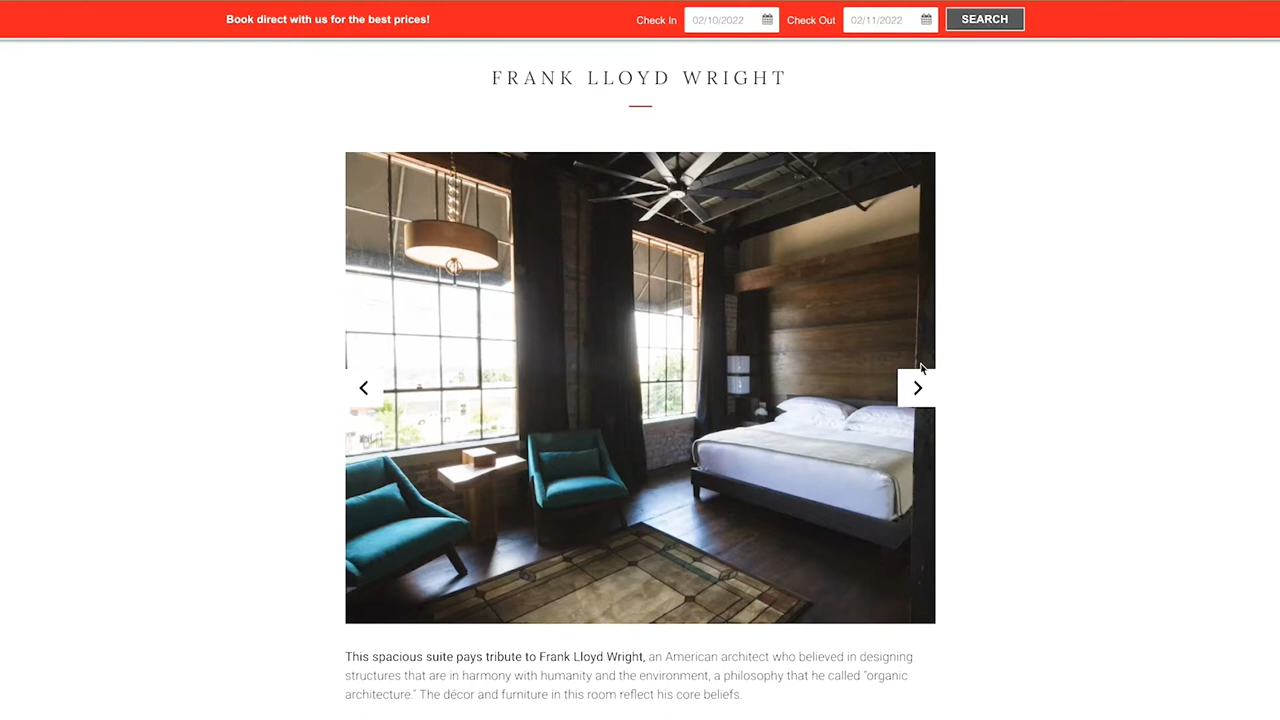 Book direct with us for the best prices! Check In 02/10/2022 Check Out 02/11/2022 SEARCH
FRANK LLOYD WRIGHT
This spacious suite pays tribute to Frank Lloyd Wright, an American architect who believed in designing
structures that are in harmony with humanity and the environment, a philosophy that he called "organic
architecture." The décor and furniture in this room reflect his core beliefs.